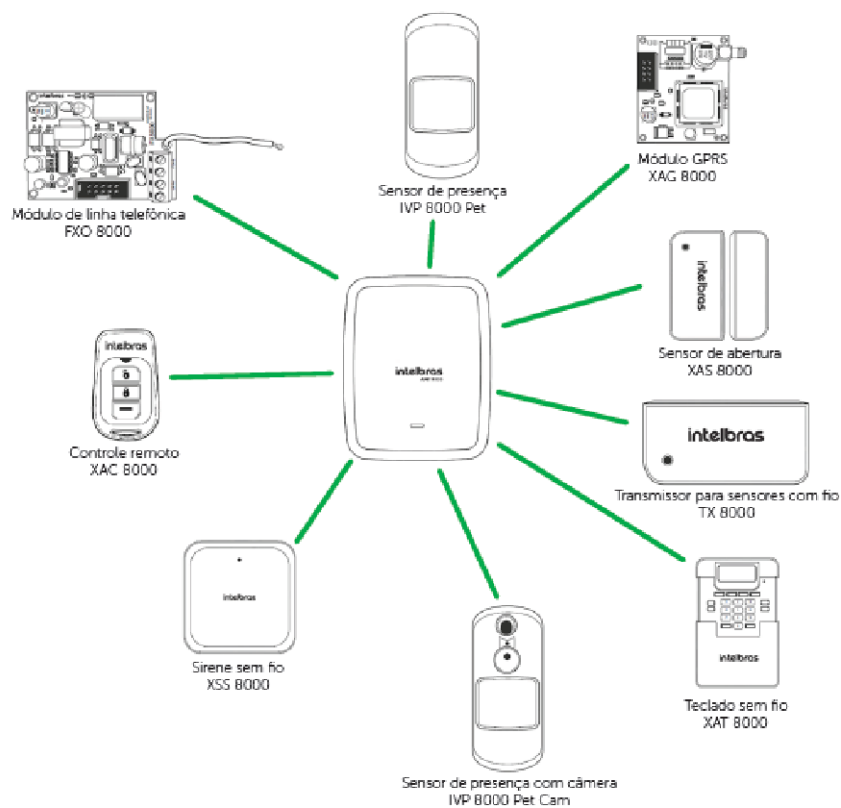 intelbras
Módulo de linha telefônica
FXO 8000
Sensor de presença
IVP 8000 Pet
Módulo GPRS
XAG 8000
intelbras
Sensor de abertura
XAS 8000
intelbras
Controle remoto
XAC 8000
intelbras
intelbras
Transmissor para sensores com fio
TX 8000
intelbras
Sirene sem fio
XSS 8000
intelbras
Teclado sem fio
XAT 8000
Sensor de presença com câmera
IVP 8000 Pet Cam